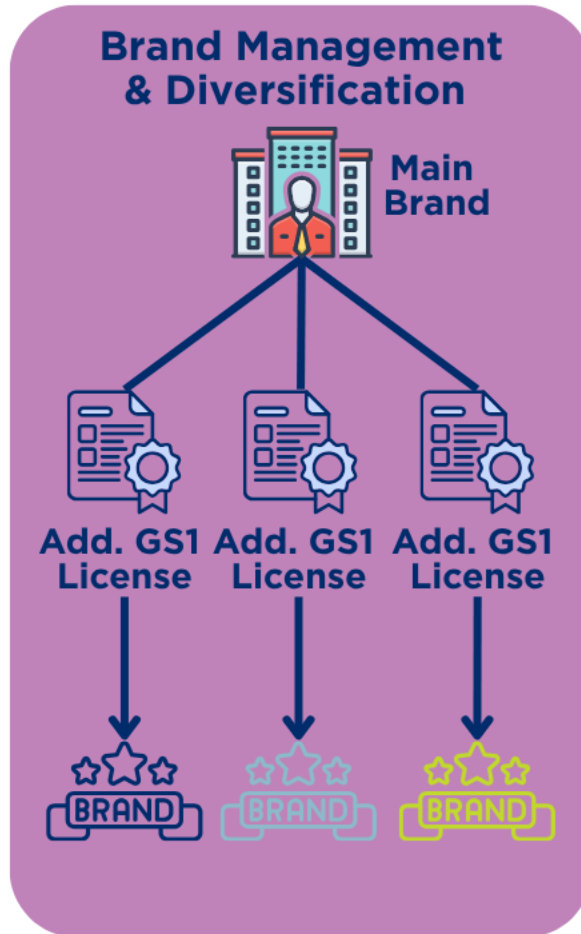 Brand Management
& Diversification
Main
Brand
Add. GS1
License
Add. GS1
License
Add. GS1
License
BRAND
BRAND
BRAND